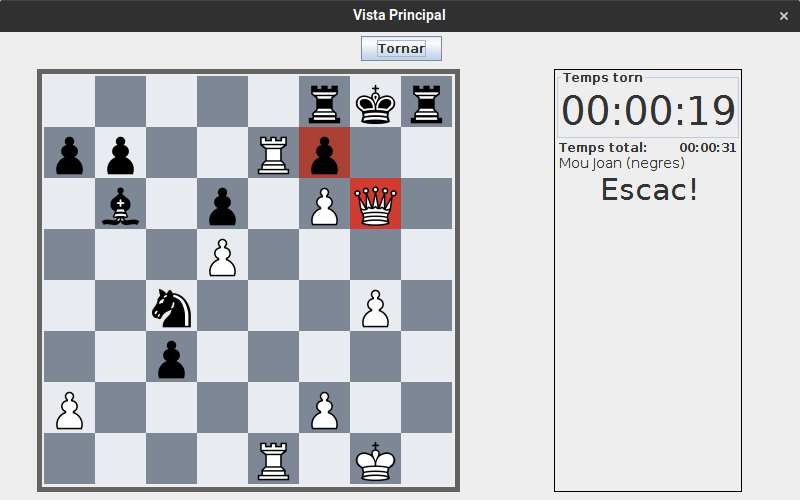 Vista Principal
×
Tornar
Temps torn
00:00:19
Temps total: 00:00:31
Mou Joan (negres)
Escac!